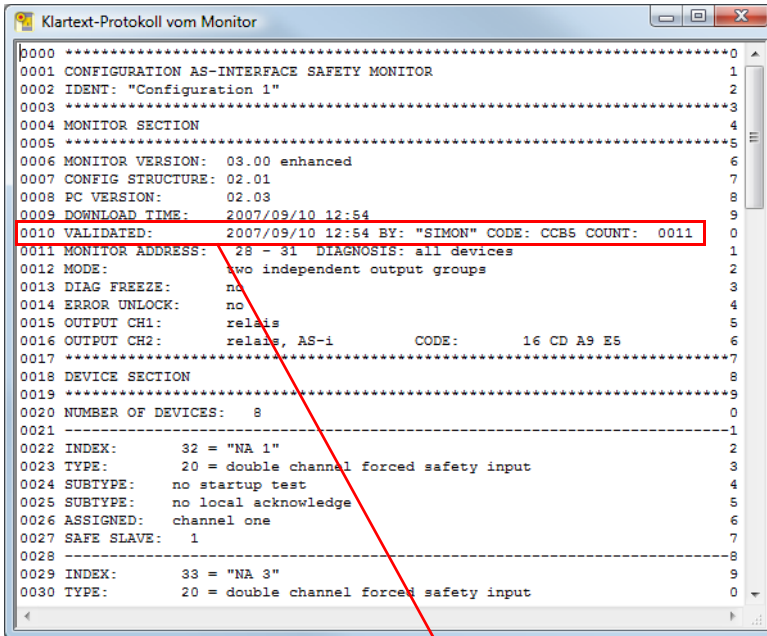 Klartext-Protokoll vom Monitor
0000 *************************************************************************0
0001 CONFIGURATION AS-INTERFACE SAFETY MONITOR 1
0002 IDENT: "Configuration 1" 2
0003 *************************************************************************3
0004 MONITOR SECTION 4
0005 *************************************************************************5
0006 MONITOR VERSION: 03.00 enhanced 6
0007 CONFIG STRUCTURE: 02.01 7
0008 PC VERSION: 02.03 8
0009 DOWNLOAD TIME: 2007/09/10 12:54 9
0010 VALIDATED: 2007/09/10 12:54 BY: "SIMON" CODE: CCB5 COUNT: 0011 0
0011 MONITOR ADDRESS: 28 - 31 DIAGNOSIS: all devices 1
0012 MODE: two independent output groups 2
0013 DIAG FREEZE: no 3
0014 ERROR UNLOCK: no 4
0015 OUTPUT CH1: relais 5
0016 OUTPUT CH2: relais, AS-i CODE: 16 CD A9 E5 6
0017 *************************************************************************7
0018 DEVICE SECTION 8
0019 *************************************************************************9
0020 NUMBER OF DEVICES: 8 0
0021 -------------------------------------------------------------------------1
0022 INDEX: 32 = "NA 1" 2
0023 TYPE: 20 = double channel forced safety input 3
0024 SUBTYPE: no startup test 4
0025 SUBTYPE: no local acknowledge 5
0026 ASSIGNED: channel one 6
0027 SAFE SLAVE: 1 7
0028 -------------------------------------------------------------------------8
0029 INDEX: 33 = "NA 3" 9
0030 TYPE: 20 = double channel forced safety input 0